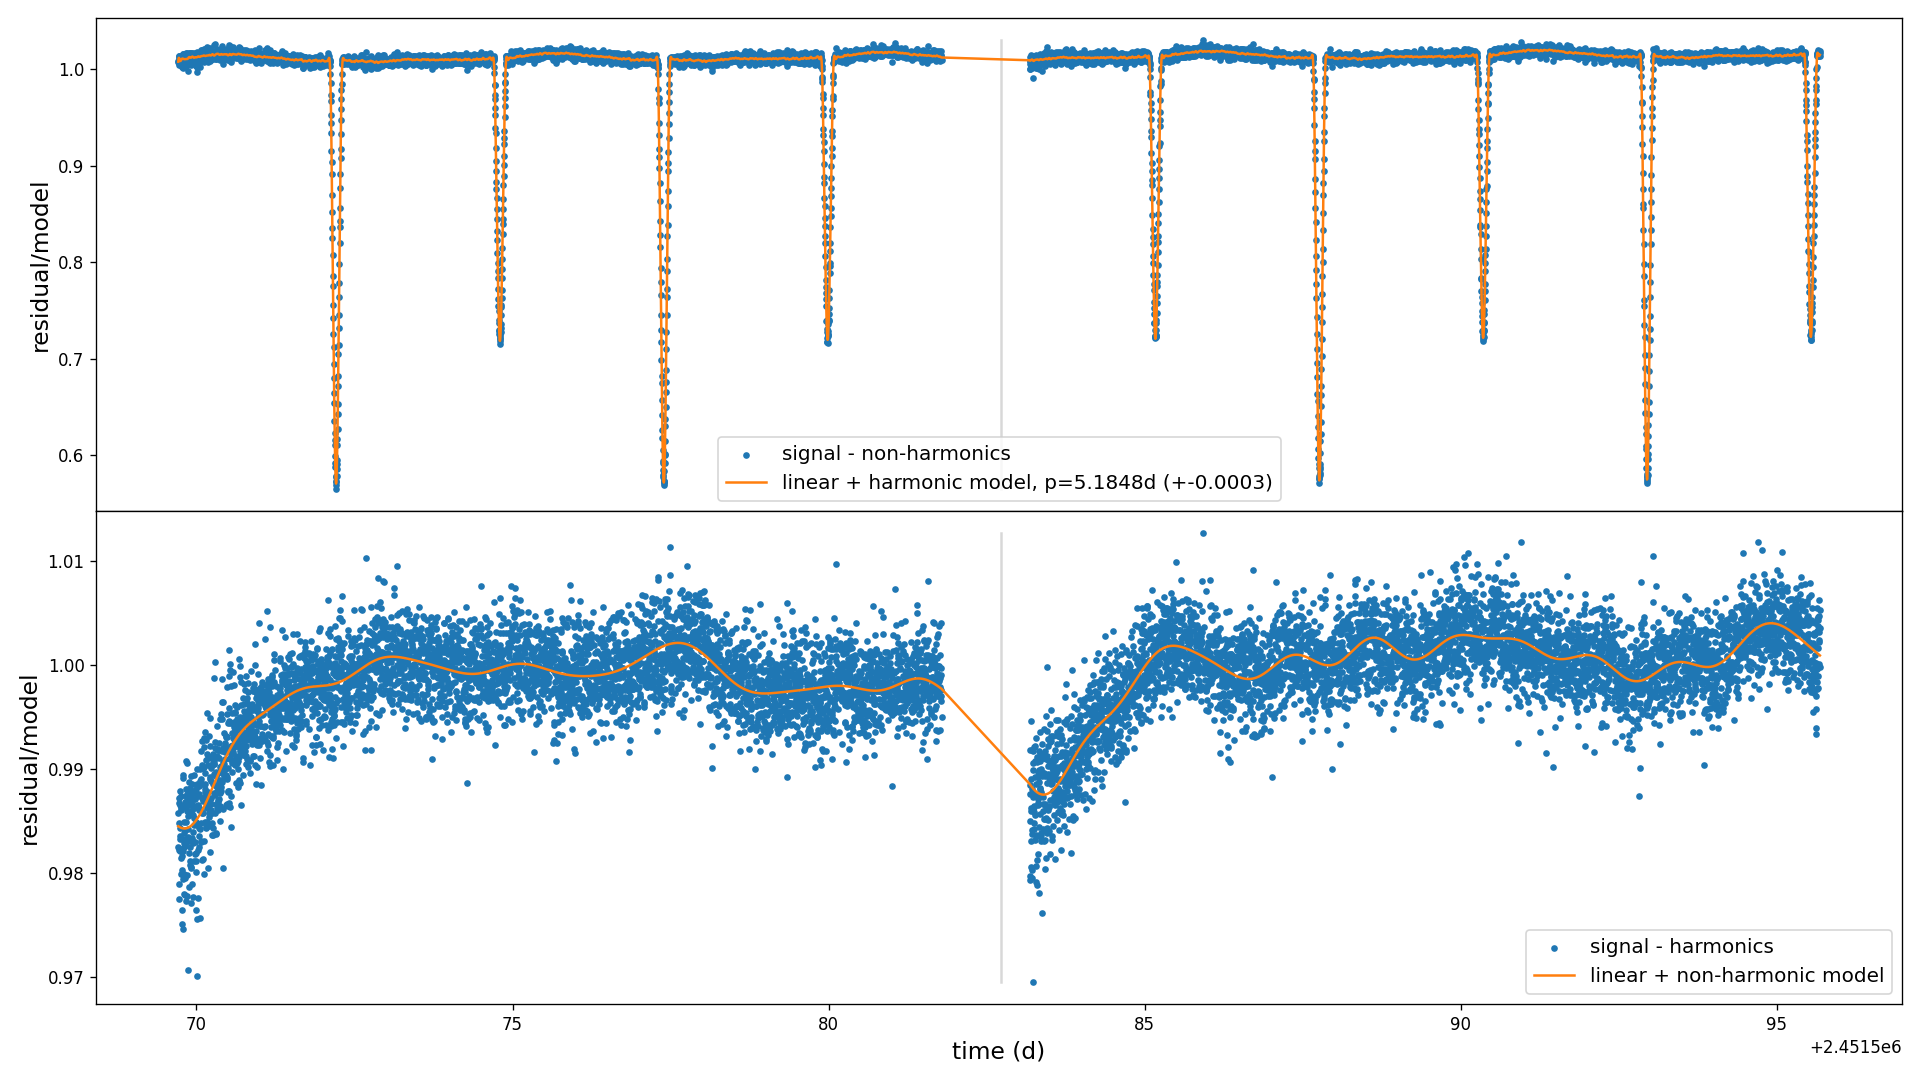 1.0
0.9
0.8
0.7
0.6
residual/model
signal - non-harmonics
linear + harmonic model, p=5.1848d (+-0.0003)
1.01
1.00
0.99
0.98
0.97
residual/model
signal - harmonics
linear + non-harmonic model
70 75 80 85 90 95
time (d)
+2.4515e6